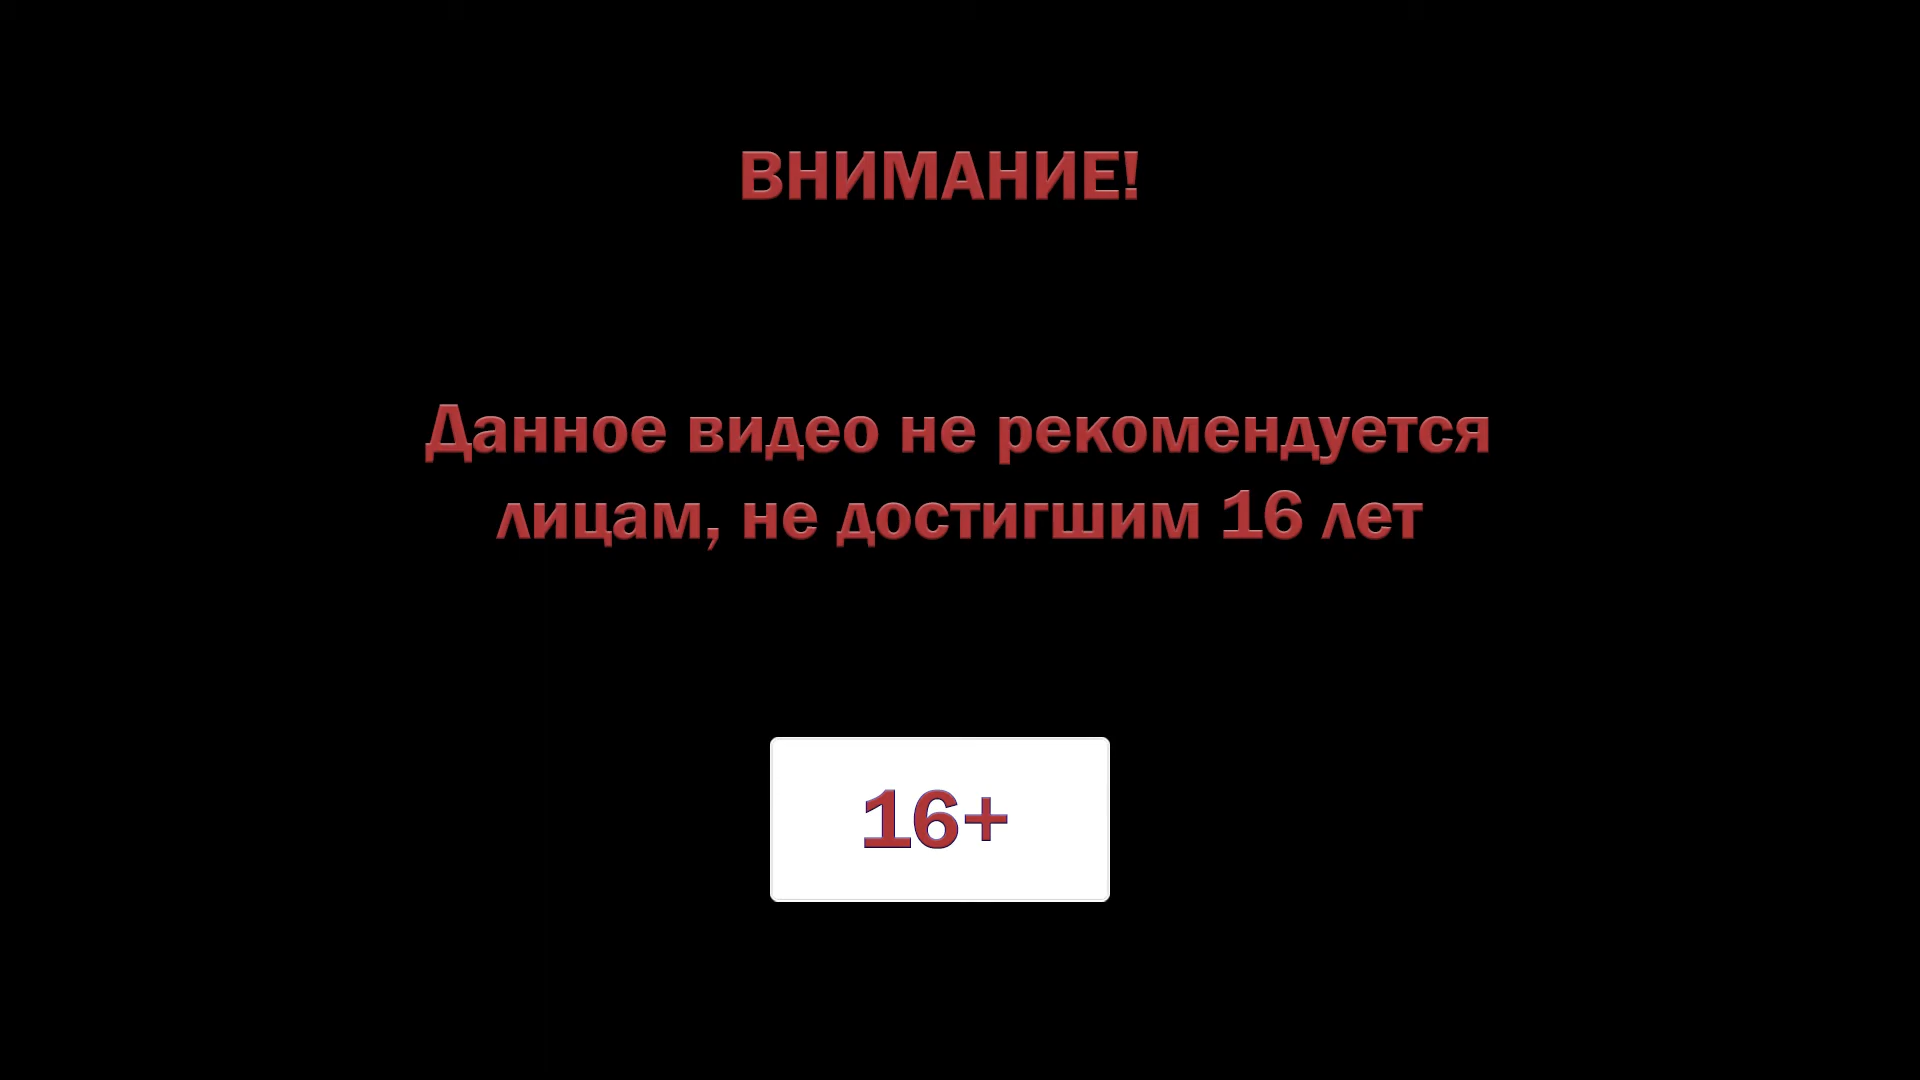 ВНИМАНИЕ!
Данное видео не рекомендуется
лицам, не достигшим 16 лет
16+